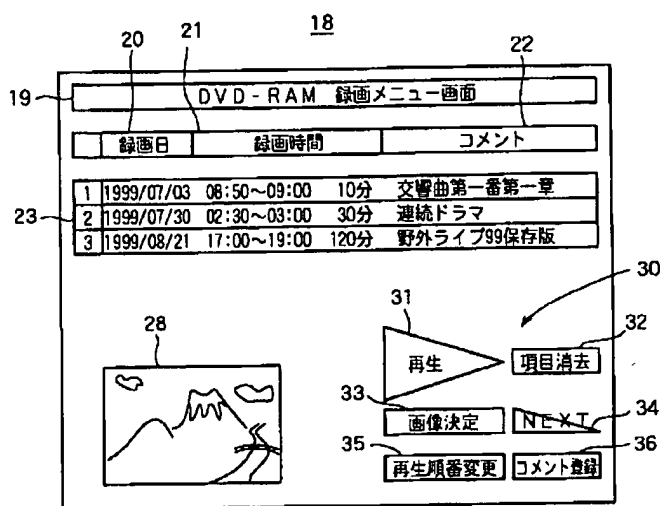 18
20 21 22
19 DVD-RAM 録画メニュー画面
録画日 録画時間 コメント
23
1 1999/07/03 08:50～09:00 10分 交響曲第一番第一章
2 1999/07/30 02:30～03:00 30分 連続ドラマ
3 1999/08/21 17:00～19:00 120分 野外ライブ99保存版
30
28 31 32
再生 項目消去
33 34
画像決定 NEXT
35 36
再生順番変更 コメント登録